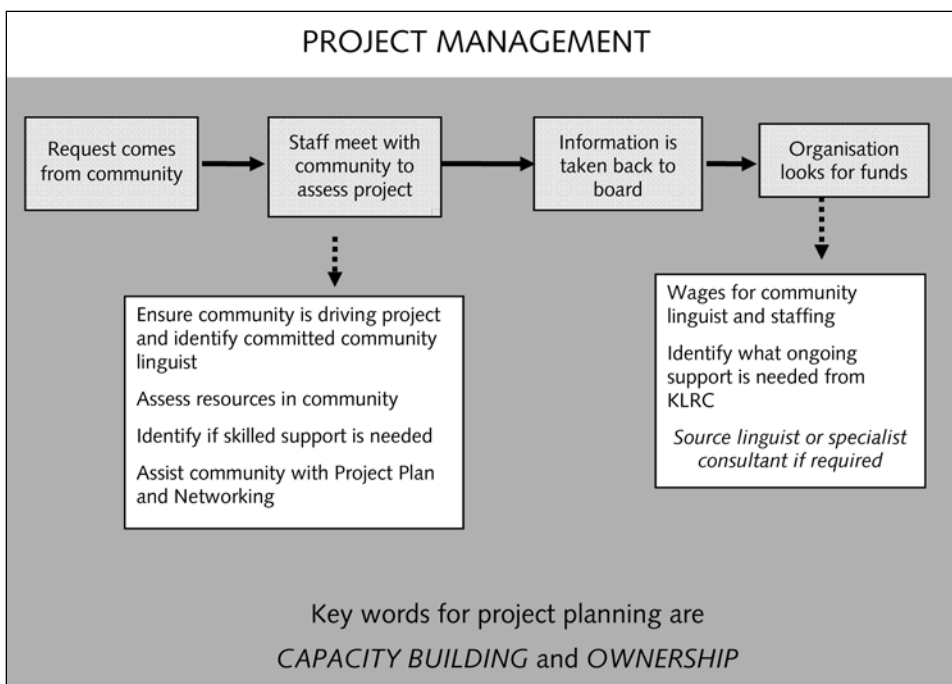 PROJECT MANAGEMENT
Request comes
from community
Staff meet with
community to
assess project
Information is
taken back to
board
Organisation
looks for funds
Ensure community is driving project
and identify committed community
linguist
Assess resources in community
Identify if skilled support is needed
Assist community with Project Plan
and Networking
Wages for community
linguist and staffing
Identify what ongoing
support is needed from
KLRC
Source linguist or specialist
consultant if required
Key words for project planning are
CAPACITY BUILDING and OWNERSHIP